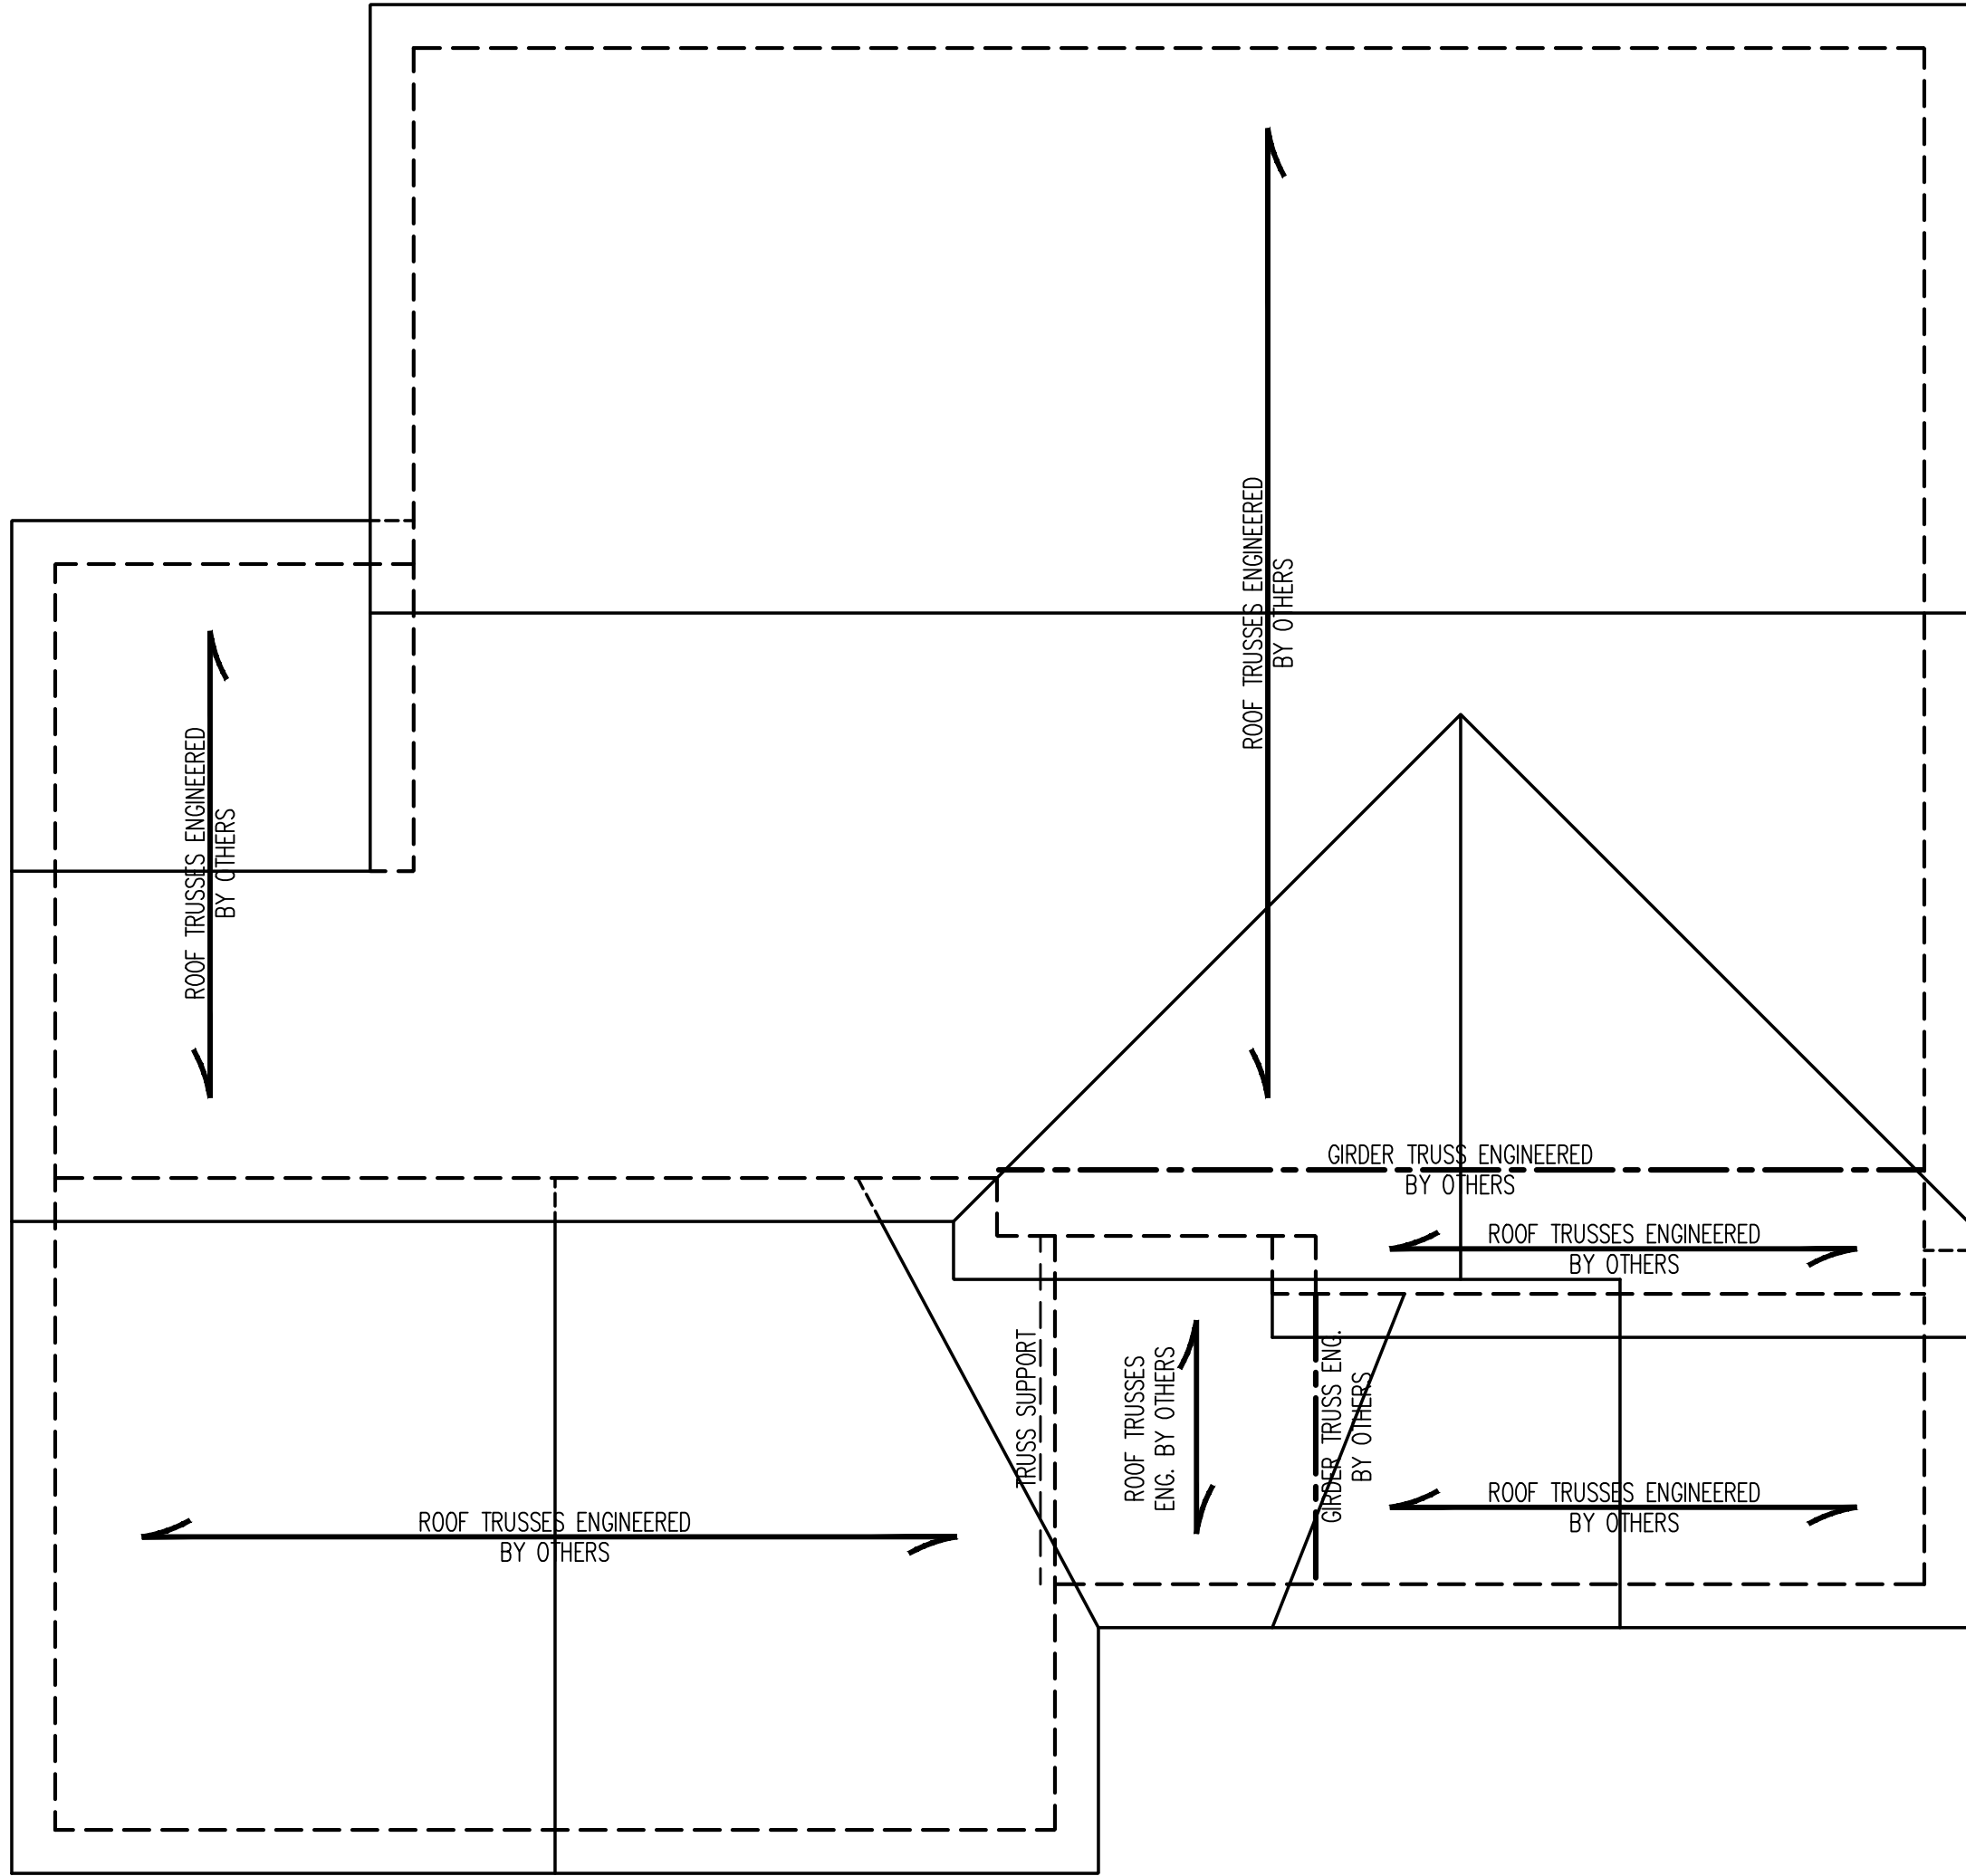 ROOF TRUSSES ENGINEERED
BY OTHERS
ROOF TRUSSES ENGINEERED
BY OTHERS
GIRDER TRUSS ENGINEERED
BY OTHERS
ROOF TRUSSES ENGINEERED
BY OTHERS
TRUSS SUPPORT
ROOF TRUSSES
ENG. BY OTHERS
GIRDER TRUSS ENG.
BY OTHERS
ROOF TRUSSES ENGINEERED
BY OTHERS
ROOF TRUSSES ENGINEERED
BY OTHERS